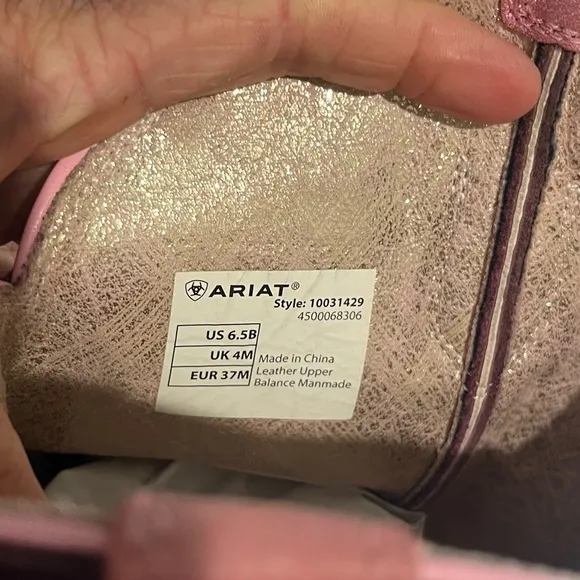 ARIAT®
Style: 10031429
4500068306
US 6.5B
UK 4M
EUR 37M
Made in China
Leather Upper
Balance Manmade